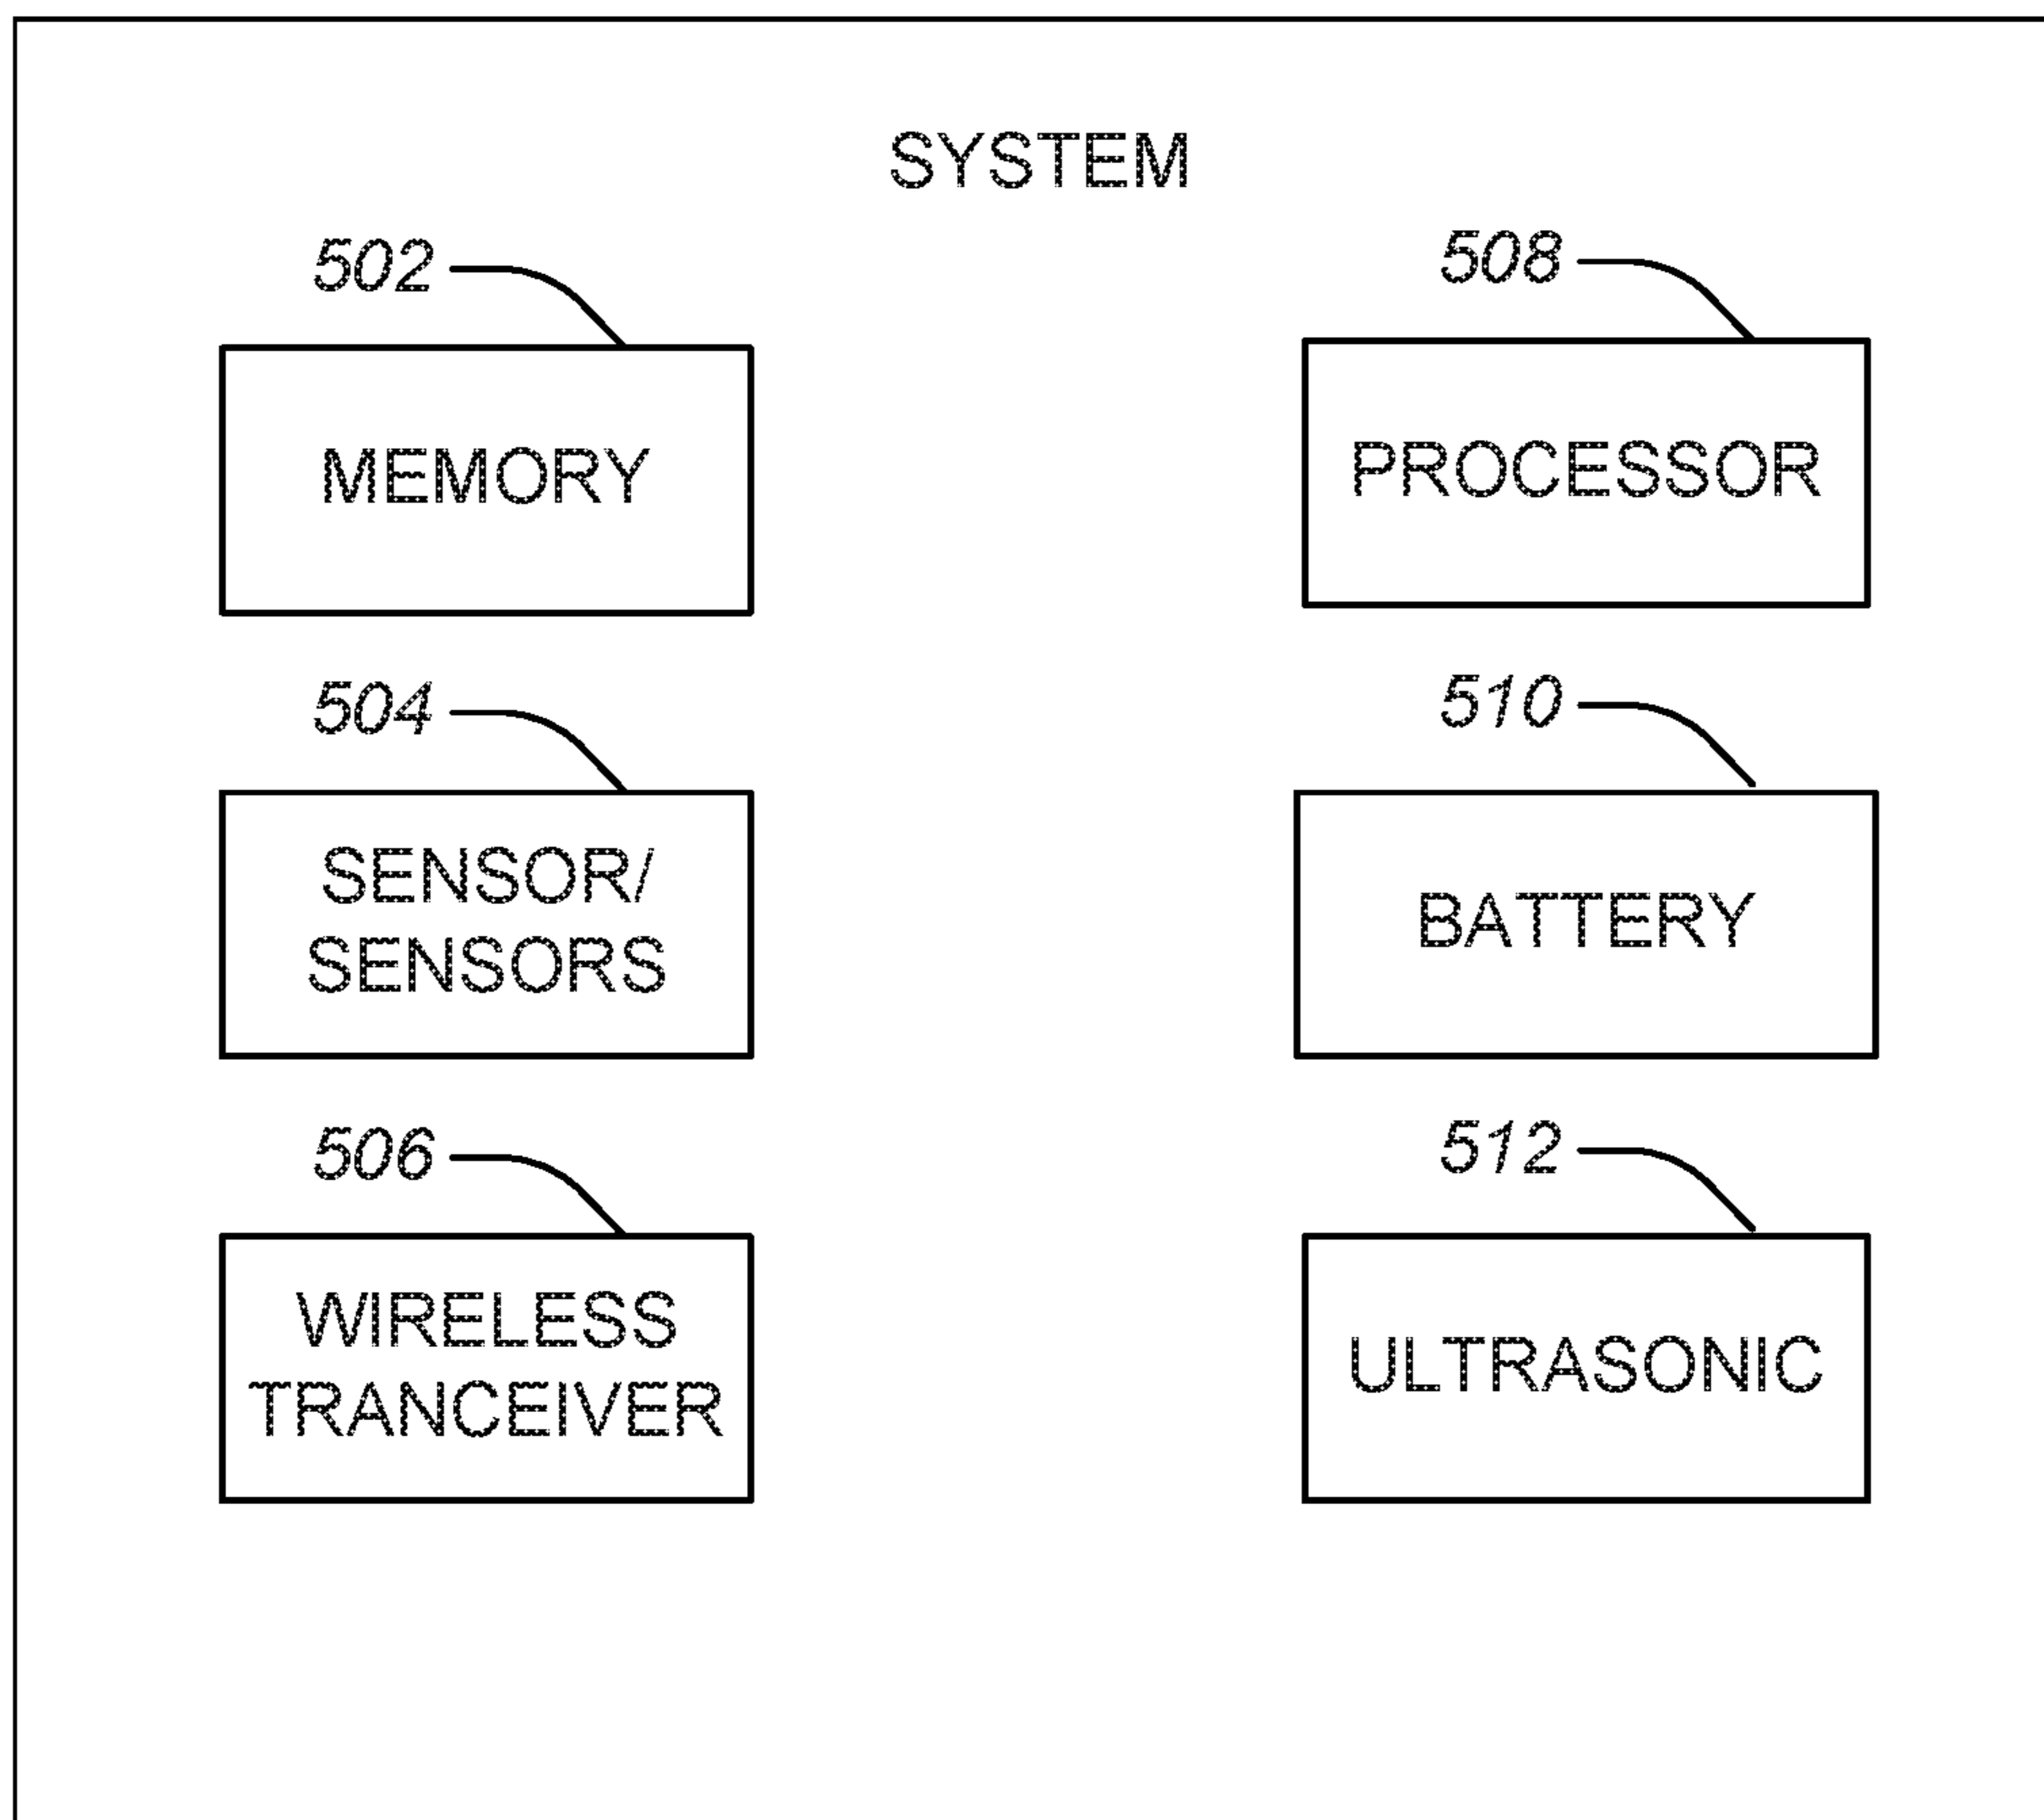 SYSTEM
502
508
MEMORY
PROCESSOR
504
510
SENSOR/
SENSORS
BATTERY
506
512
WIRELESS
TRANCEIVER
ULTRASONIC